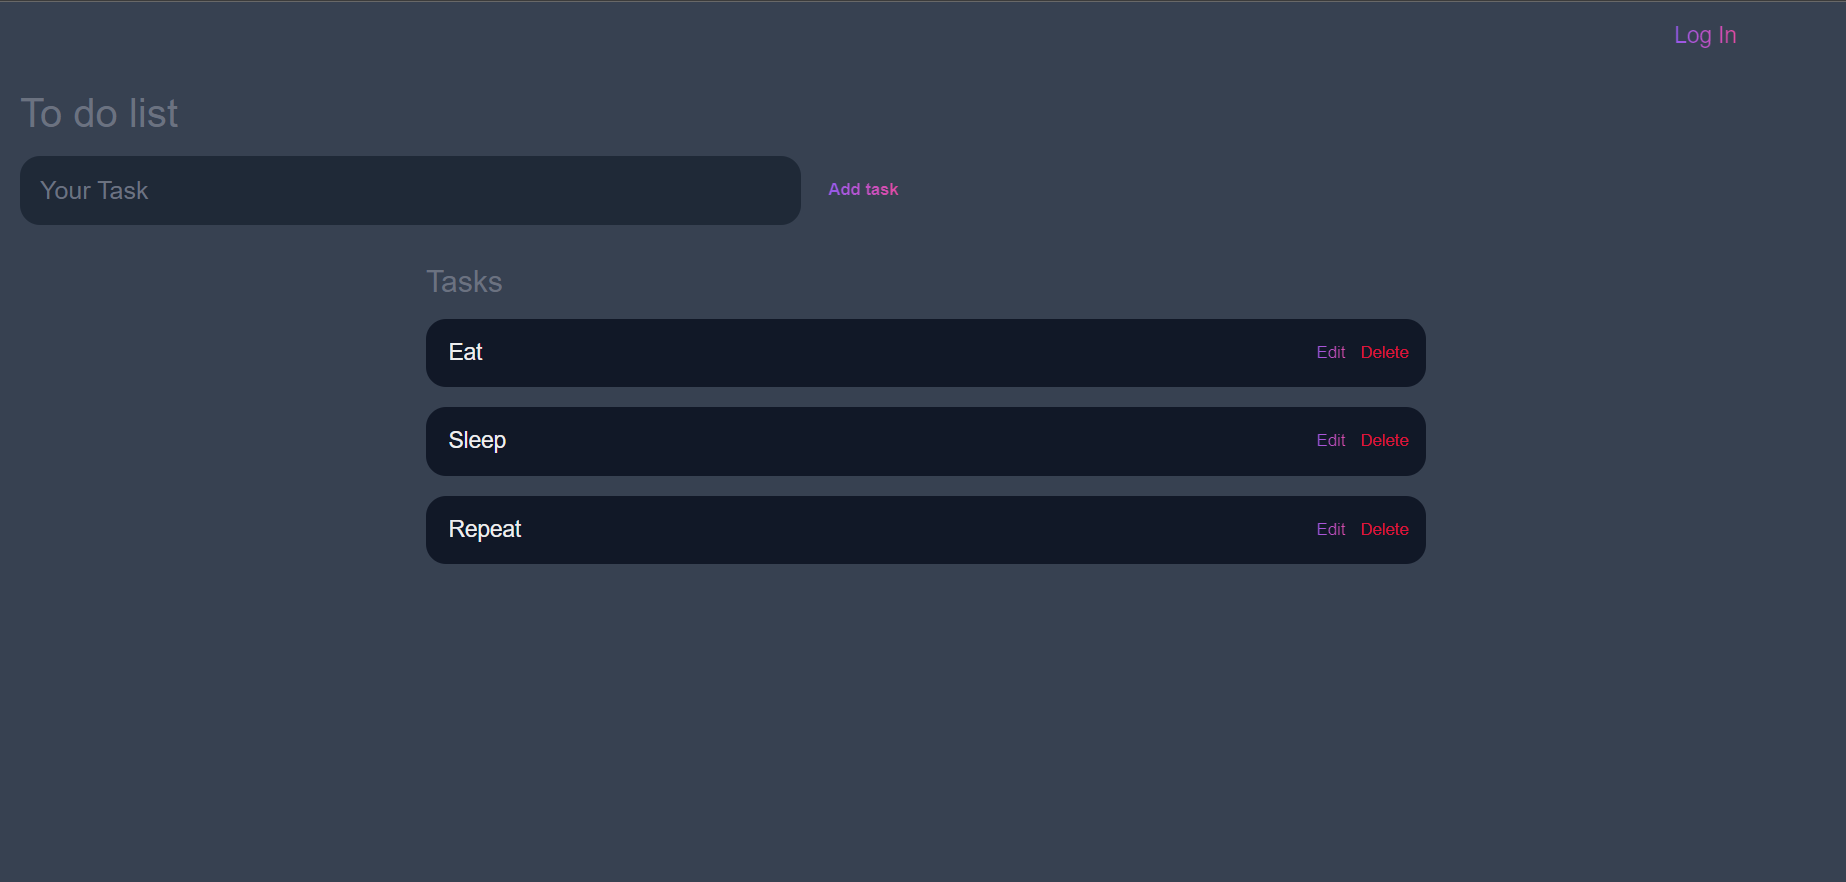 Log In
To do list
Your Task
Add task
Tasks
Eat Edit Delete
Sleep Edit Delete
Repeat Edit Delete